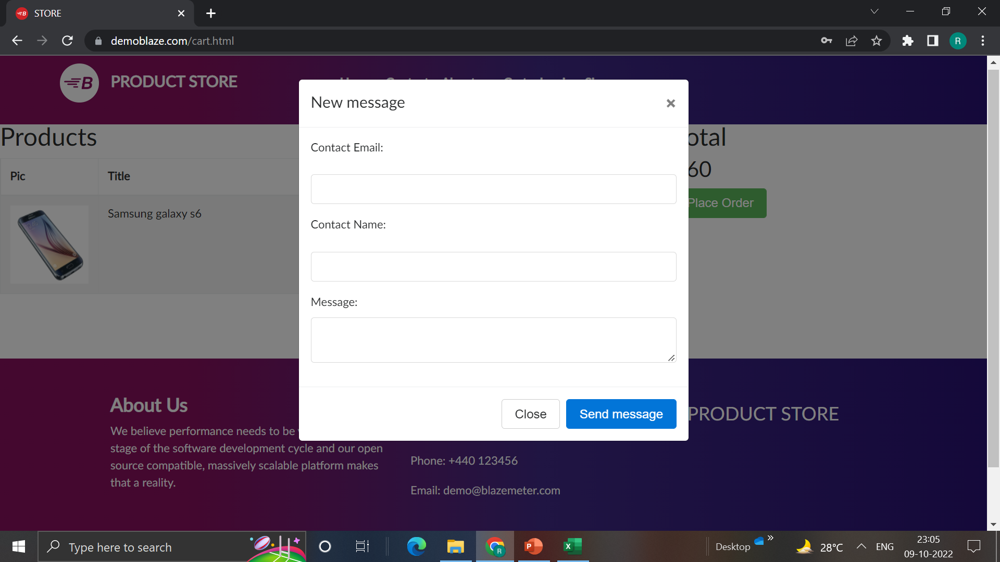 STORE
demoblaze.com/cart.html
R
B PRODUCT STORE
New message
×
Products
otal
Contact Email:
60
Pic Title
Place Order
Samsung galaxy s6
Contact Name:
Message:
Close Send message
About Us
PRODUCT STORE
We believe performance needs to be
stage of the software development cycle and our open
source compatible, massively scalable platform makes
that a reality.
Phone: +440 123456
Email: demo@blazemeter.com
Type here to search
R
P
X
Desktop
28°C
ENG
23:05
09-10-2022